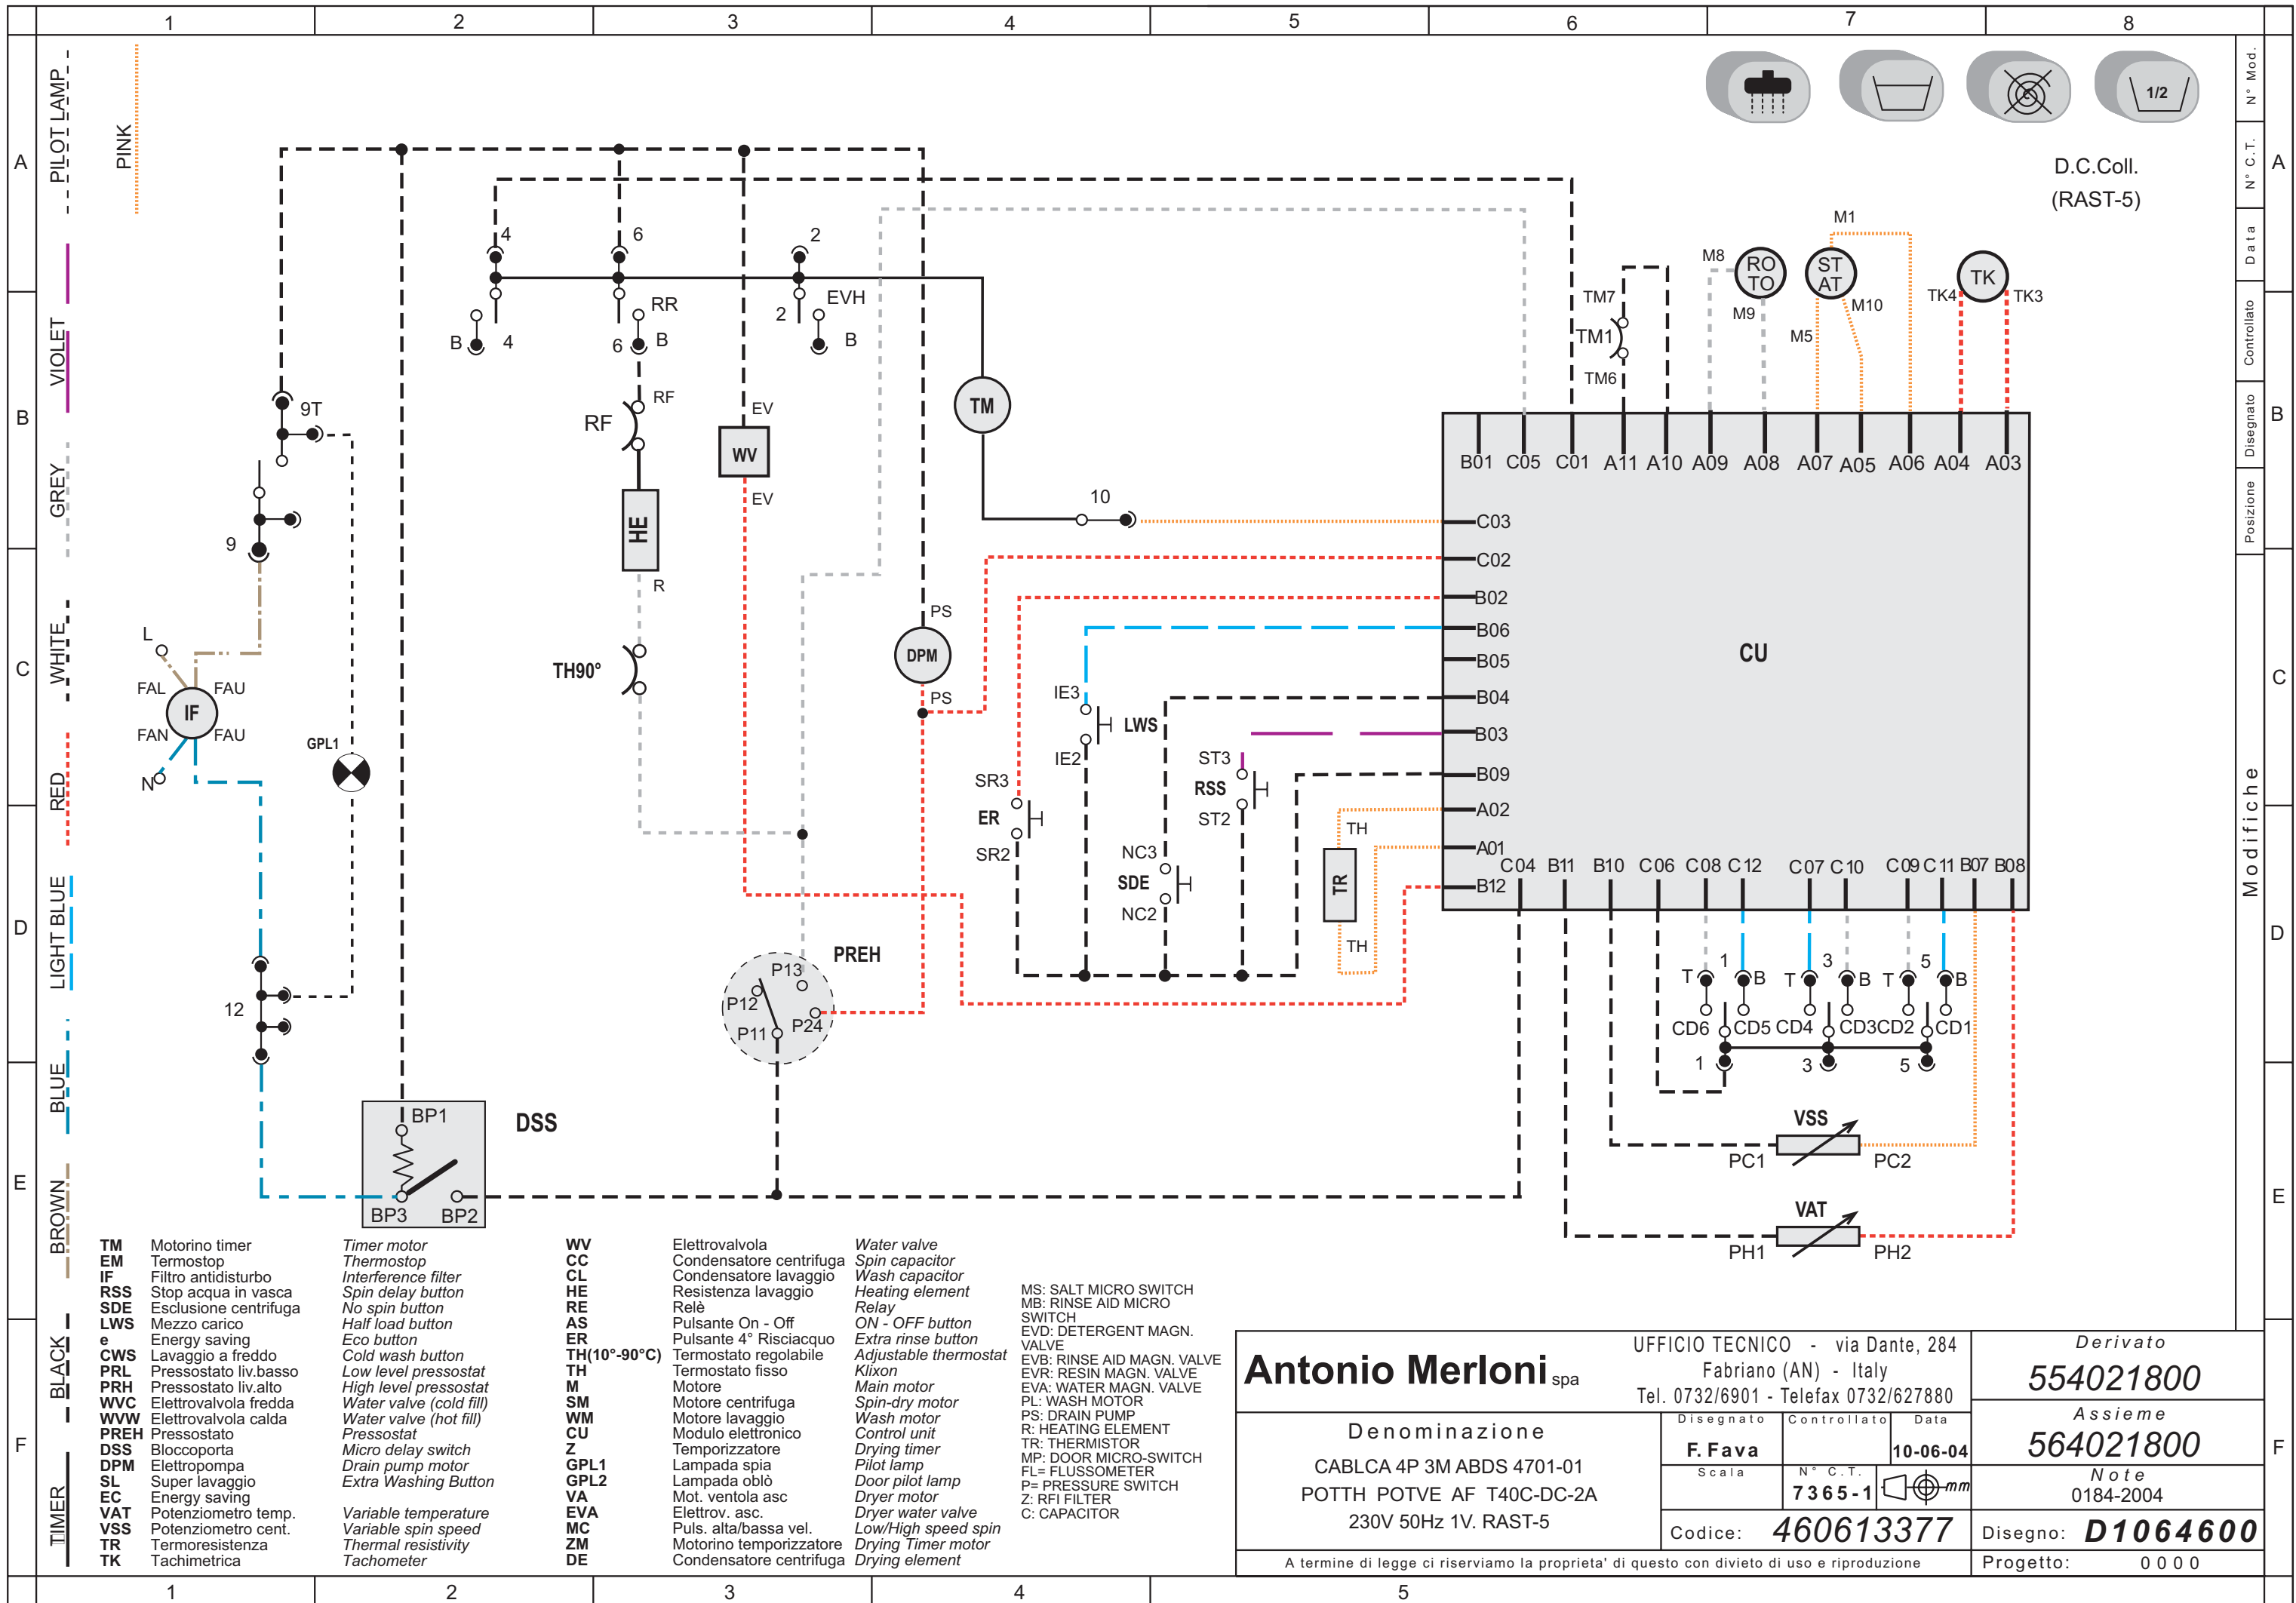 1 2 3 4 5 6 7 8
A
B
C
D
E
F
PILOT LAMP
PINK
VIOLET
GREY
WHITE
RED
LIGHT BLUE
BLUE
BROWN
BLACK
TIMER
1/2
D.C.Coll.
(RAST-5)
N° Mod.
N° C.T.
Data
Controllato
Disegnato
Posizione
Modifiche
A
B
C
D
E
F
4 6 2
RR
EVH
B 4 6 B 2 B
9T
9
RF RF
EV
WV
EV
TM
HE
R
10
TH90°
PS
DPM
PS
L
FAL FAU
IF
FAN FAU
N
GPL1
12
M8
RO
TO
M9
M1
ST
AT
M5
M10
TK
TK4 TK3
TM7
TM1
TM6
B01 C05 C01 A11 A10 A09 A08 A07 A05 A06 A04 A03
C03
C02
B02
B06
B05
B04
B03
B09
A02
A01
B12
CU
C04 B11 B10 C06 C08 C12 C07 C10 C09 C11 B07 B08
IE3
LWS
IE2
SR3
ER
SR2
NC3
SDE
NC2
ST3
RSS
ST2
TH
TR
TH
PREH
P13
P12
P24
P11
T 1 B T 3 B T 5 B
CD6 CD5 CD4 CD3 CD2 CD1
1 3 5
VSS
PC1 PC2
VAT
PH1 PH2
DSS
BP1
BP3 BP2
TM Motorino timer Timer motor
EM Termostop Thermostop
IF Filtro antidisturbo Interference filter
RSS Stop acqua in vasca Spin delay button
SDE Esclusione centrifuga No spin button
LWS Mezzo carico Half load button
e Energy saving Eco button
CWS Lavaggio a freddo Cold wash button
PRL Pressostato liv.basso Low level pressostat
PRH Pressostato liv.alto High level pressostat
WVC Elettrovalvola fredda Water valve (cold fill)
WVW Elettrovalvola calda Water valve (hot fill)
PREH Pressostato Pressostat
DSS Bloccoporta Micro delay switch
DPM Elettropompa Drain pump motor
SL Super lavaggio Extra Washing Button
EC Energy saving
VAT Potenziometro temp. Variable temperature
VSS Potenziometro cent. Variable spin speed
TR Termoresistenza Thermal resistivity
TK Tachimetrica Tachometer
WV Elettrovalvola Water valve
CC Condensatore centrifuga Spin capacitor
CL Condensatore lavaggio Wash capacitor
HE Resistenza lavaggio Heating element
RE Relè Relay
AS Pulsante On - Off ON - OFF button
ER Pulsante 4° Risciacquo Extra rinse button
TH(10°-90°C) Termostato regolabile Adjustable thermostat
TH Termostato fisso Klixon
M Motore Main motor
SM Motore centrifuga Spin-dry motor
WM Motore lavaggio Wash motor
CU Modulo elettronico Control unit
Z Temporizzatore Drying timer
GPL1 Lampada spia Pilot lamp
GPL2 Lampada oblò Door pilot lamp
VA Mot. ventola asc Dryer motor
EVA Elettrov. asc. Dryer water valve
MC Puls. alta/bassa vel. Low/High speed spin
ZM Motorino temporizzatore Drying Timer motor
DE Condensatore centrifuga Drying element
MS: SALT MICRO SWITCH
MB: RINSE AID MICRO
SWITCH
EVD: DETERGENT MAGN.
VALVE
EVB: RINSE AID MAGN. VALVE
EVR: RESIN MAGN. VALVE
EVA: WATER MAGN. VALVE
PL: WASH MOTOR
PS: DRAIN PUMP
R: HEATING ELEMENT
TR: THERMISTOR
MP: DOOR MICRO-SWITCH
FL= FLUSSOMETER
P= PRESSURE SWITCH
Z: RFI FILTER
C: CAPACITOR
Antonio Merloni spa
UFFICIO TECNICO - via Dante, 284
Fabriano (AN) - Italy
Tel. 0732/6901 - Telefax 0732/627880
Derivato
554021800
Denominazione
CABLCA 4P 3M ABDS 4701-01
POTTH POTVE AF T40C-DC-2A
230V 50Hz 1V. RAST-5
Disegnato Controllato Data
F. Fava 10-06-04
Assieme
564021800
Scala N° C.T.
7365-1 mm
Note
0184-2004
Codice: 460613377
Disegno: D1064600
A termine di legge ci riserviamo la proprieta' di questo con divieto di uso e riproduzione
Progetto: 0000
1 2 3 4 5